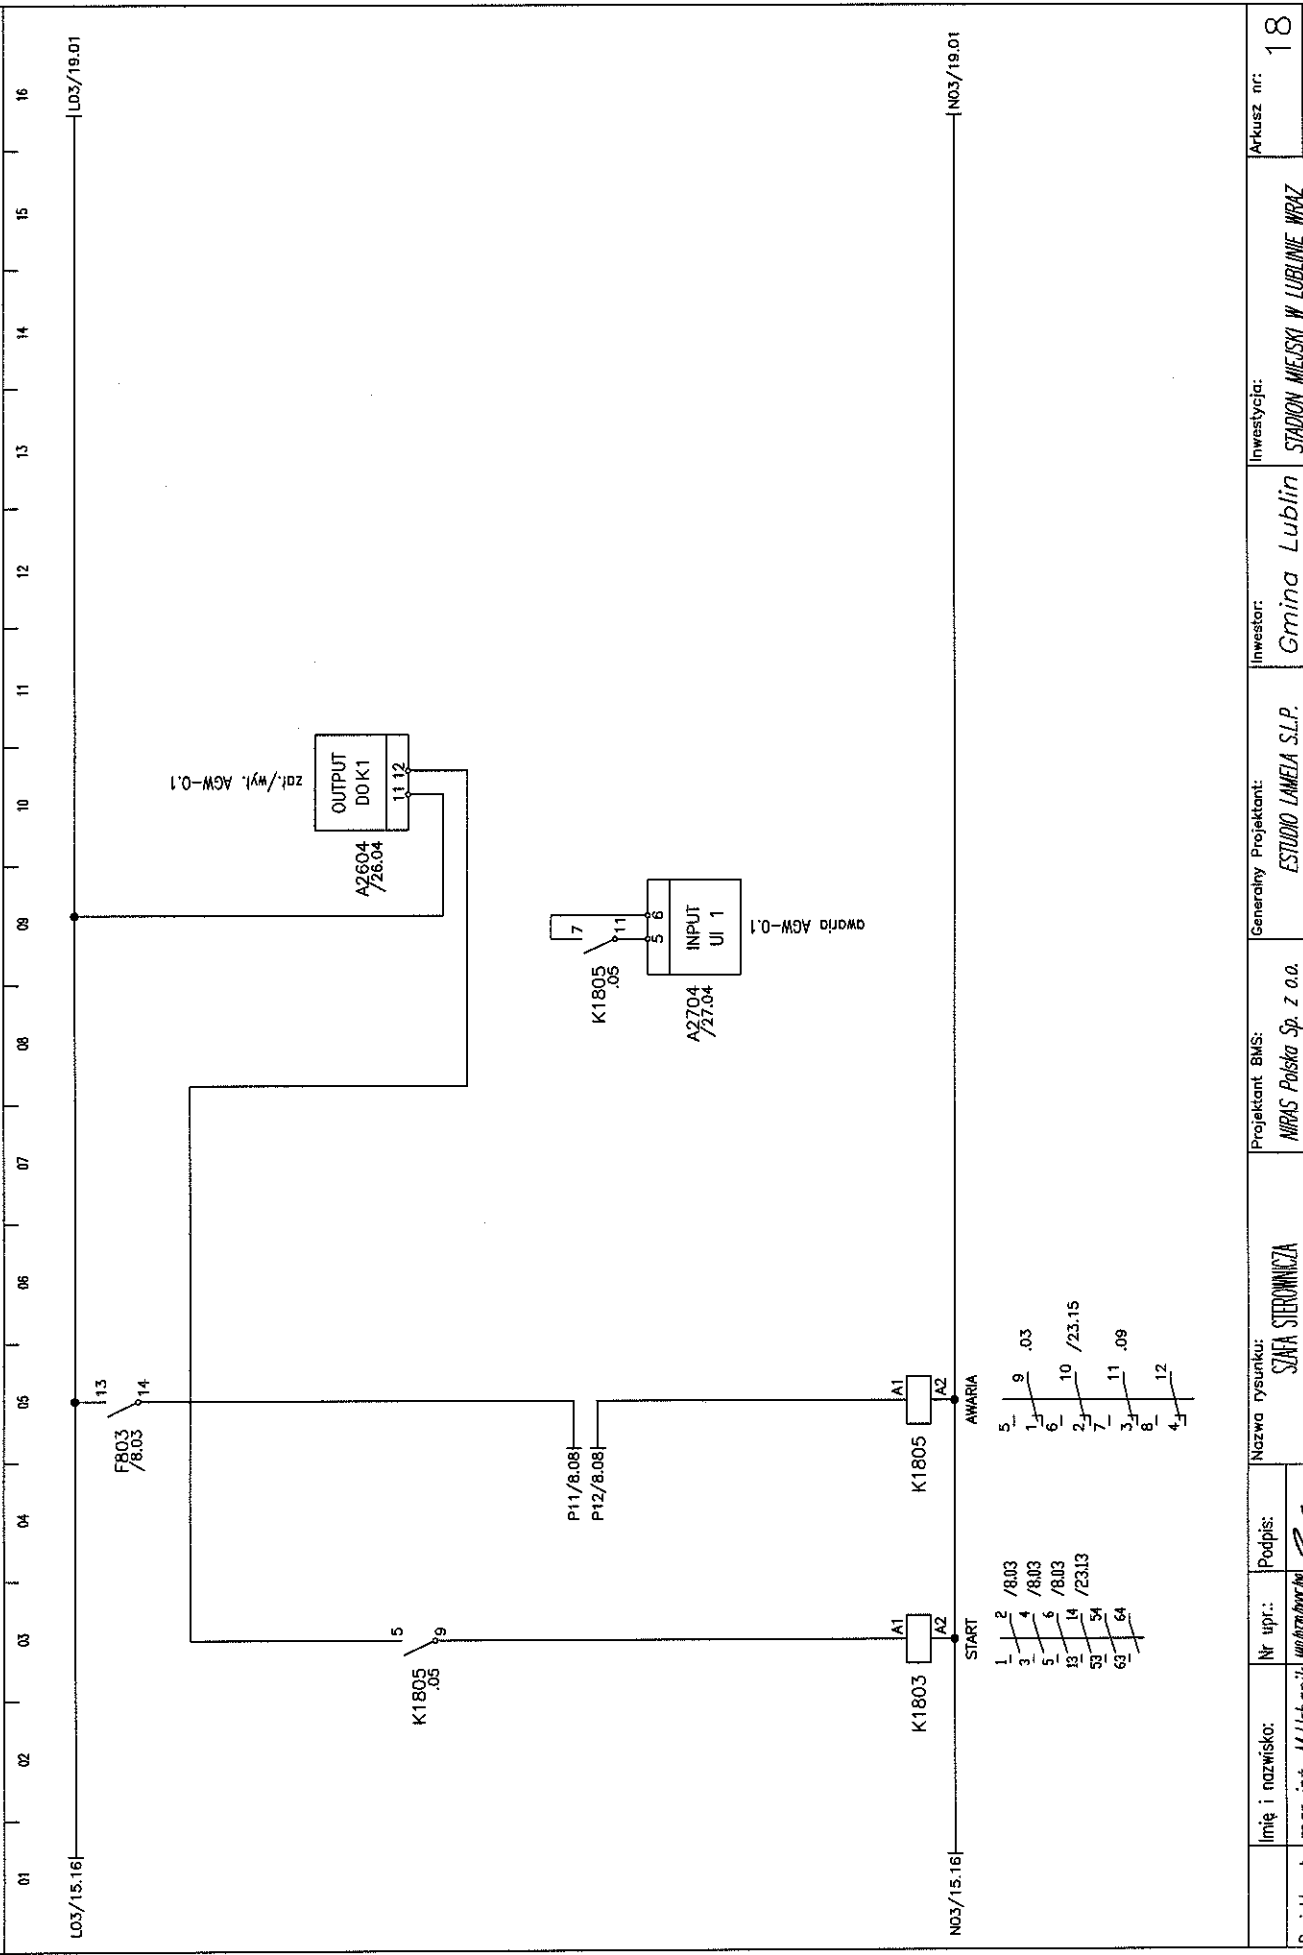 01 02 03 04 05 06 07 08 09 10 11 12 13 14 15 16
L03/15.16
L03/19.01
13
14
F803
/8.03
zał./wył. AGW-0.1
OUTPUT
DO K1
11 12
A2604
/26.04
5
9
K1805
.05
P11/8.08
P12/8.08
7
11
K1805
.05
5 6
INPUT
UI 1
A2704
/27.04
awaria AGW-0.1
A1
K1803
A2
A1
K1805
A2
N03/15.16
N03/19.01
START
1 2 /8.03
3 4 /8.03
5 6 /8.03
13 14 /23.13
53 54
63 64
AWARIA
5
1 9 .03
6
2 10 /23.15
7
3 11 .09
8
4 12
Imię i nazwisko:
Nr upr.:
Podpis:
Nazwa rysunku:
SZAFA STEROWNICZA
Projektant BMS:
NIRAS Polska Sp. z o.o.
Generalny Projektant:
ESTUDIO LAMELA S.L.P.
Inwestor:
Gmina Lublin
Inwestycja:
STADION MIEJSKI W LUBLINIE WRAZ
Arkusz nr:
18